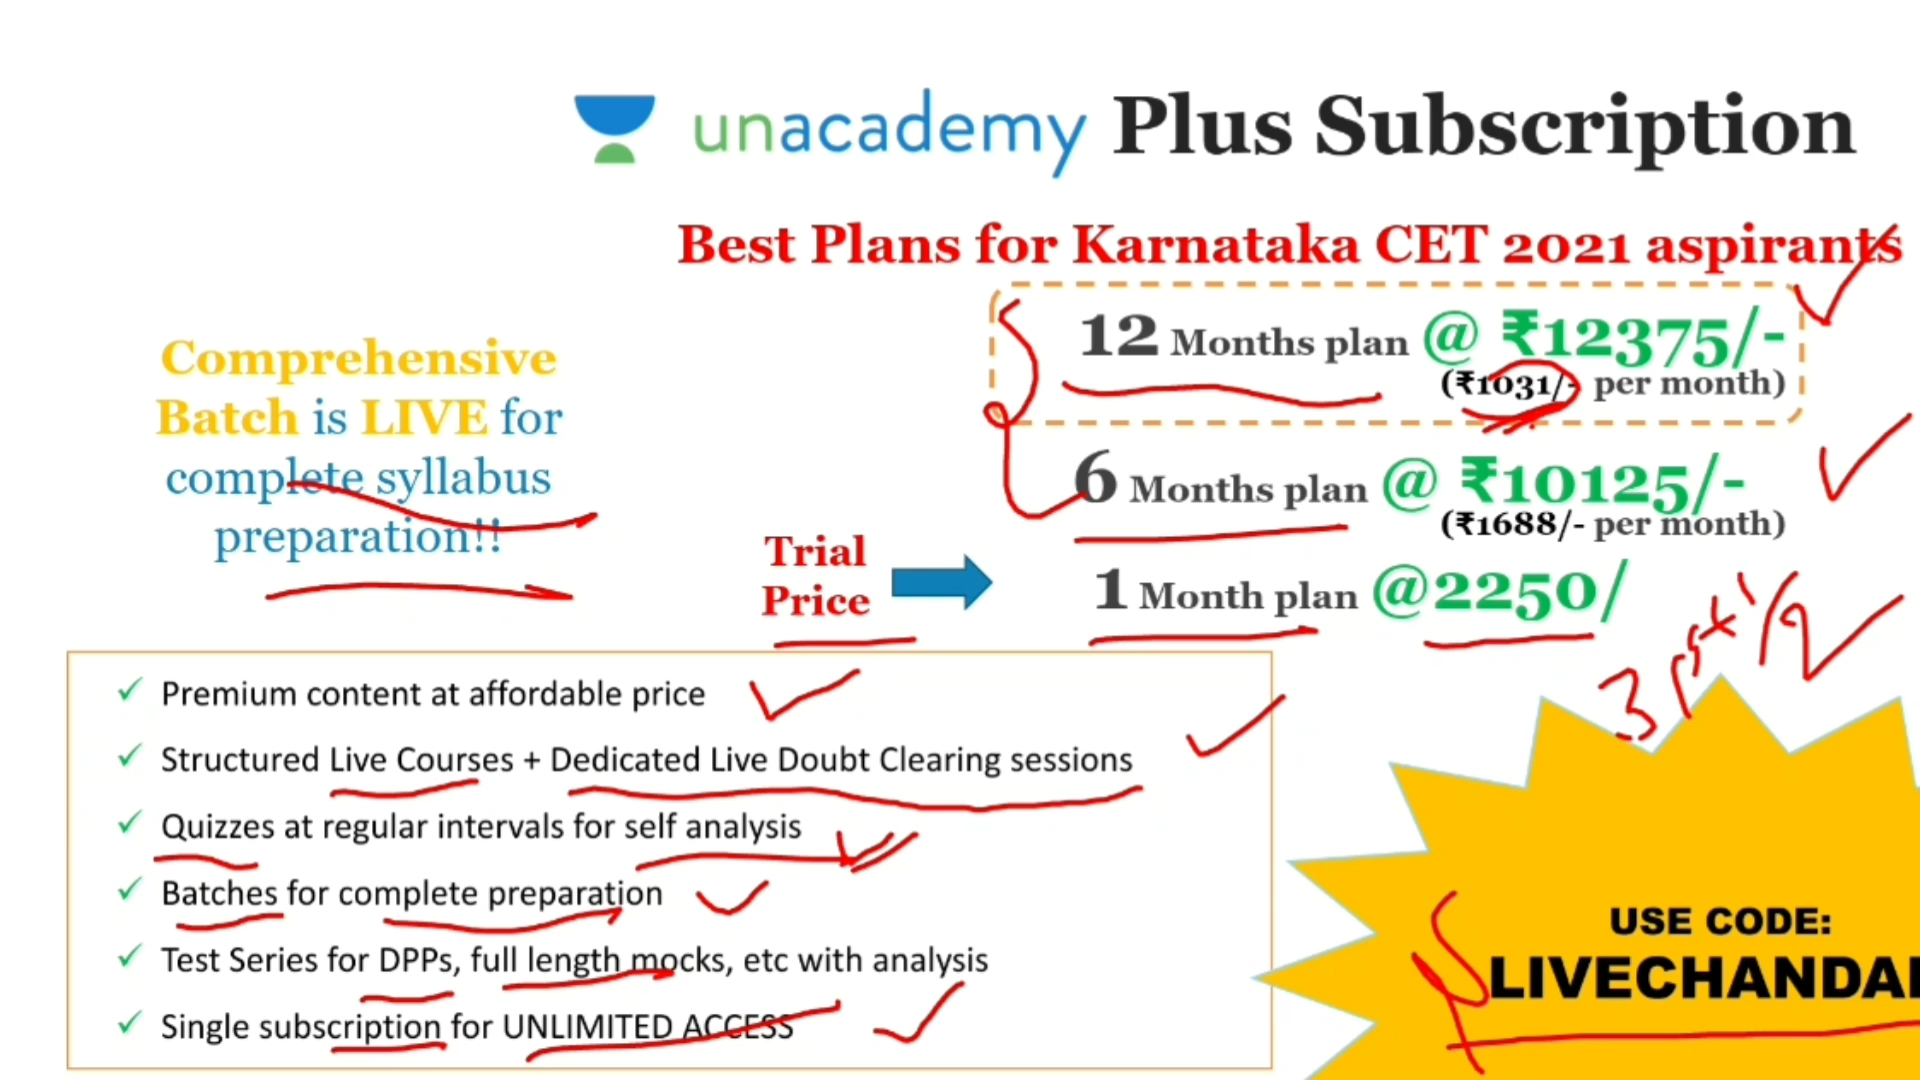 unacademy Plus Subscription
Best Plans for Karnataka CET 2021 aspirants
12 Months plan @ ₹12375/-
(₹1031/- per month)
6 Months plan @ ₹10125/-
(₹1688/- per month)
1 Month plan @2250/
Trial
Price
Comprehensive
Batch is LIVE for
complete syllabus
preparation!!
Premium content at affordable price
Structured Live Courses + Dedicated Live Doubt Clearing sessions
Quizzes at regular intervals for self analysis
Batches for complete preparation
Test Series for DPPs, full length mocks, etc with analysis
Single subscription for UNLIMITED ACCESS
USE CODE:
LIVECHANDA